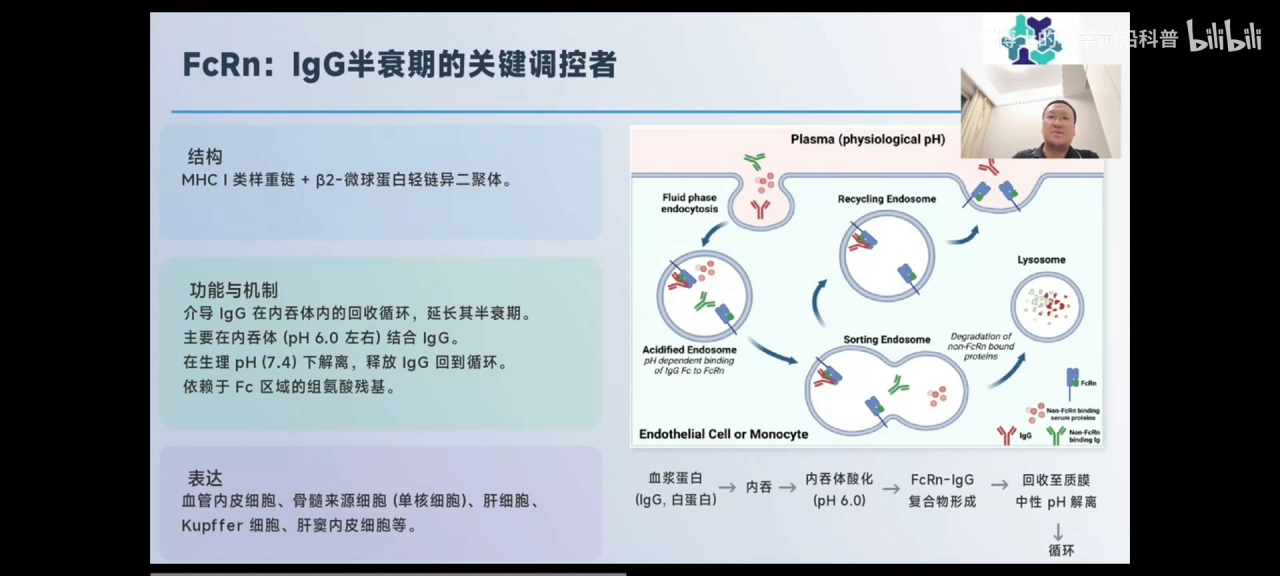 FcRn：IgG半衰期的关键调控者
科普
bilibili
结构
MHC I 类样重链 + β2-微球蛋白轻链异二聚体。
功能与机制
介导 IgG 在内吞体内的回收循环，延长其半衰期。
主要在内吞体 (pH 6.0 左右) 结合 IgG。
在生理 pH (7.4) 下解离，释放 IgG 回到循环。
依赖于 Fc 区域的组氨酸残基。
表达
血管内皮细胞、骨髓来源细胞 (单核细胞)、肝细胞、
Kupffer 细胞、肝窦内皮细胞等。
Plasma (physiological pH)
Fluid phase
endocytosis
Recycling Endosome
Lysosome
Acidified Endosome
pH dependent binding
of IgG Fc to FcRn
Sorting Endosome
Degradation of
non-FcRn bound
proteins
FcRn
Non-FcRn binding
serum proteins
IgG
Non-FcRn
binding Ig
Endothelial Cell or Monocyte
血浆蛋白
(IgG, 白蛋白)
内吞
内吞体酸化
(pH 6.0)
FcRn-IgG
复合物形成
回收至质膜
中性 pH 解离
循环